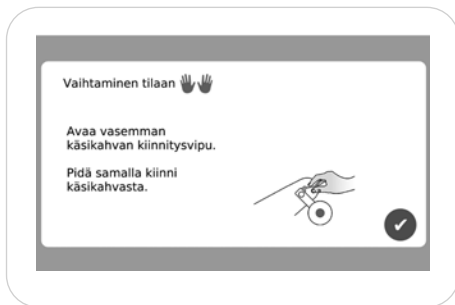 Vaihtaminen tilaan
Avaa vasemman
käsikahvan kiinnitysvipu.
Pidä samalla kiinni
käsikahvasta.